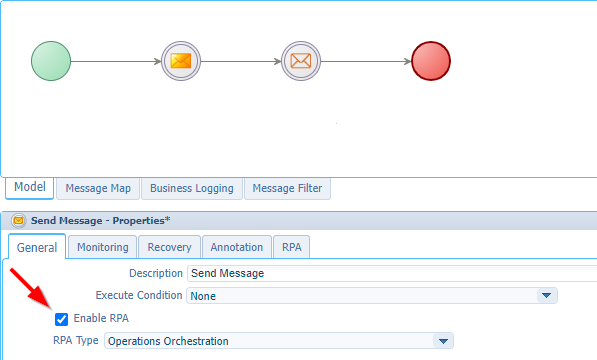 Model Message Map Business Logging Message Filter
Send Message - Properties*
General Monitoring Recovery Annotation RPA
Description Send Message
Execute Condition None
Enable RPA
RPA Type Operations Orchestration